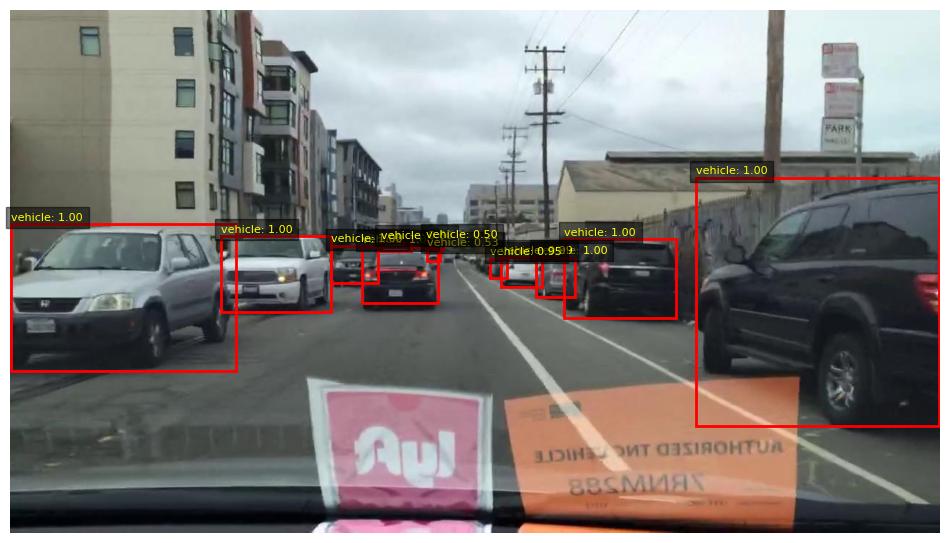 PARK
vehicle: 1.00
vehicle: 1.00
vehicle: 1.00
vehicle: 1.00
vehicle: vehicle: vehicle: 0.50
0.53
vehicle: 0.95 1.00
lyft
AUTHORIZED TNC VEHICLE
7RNM288